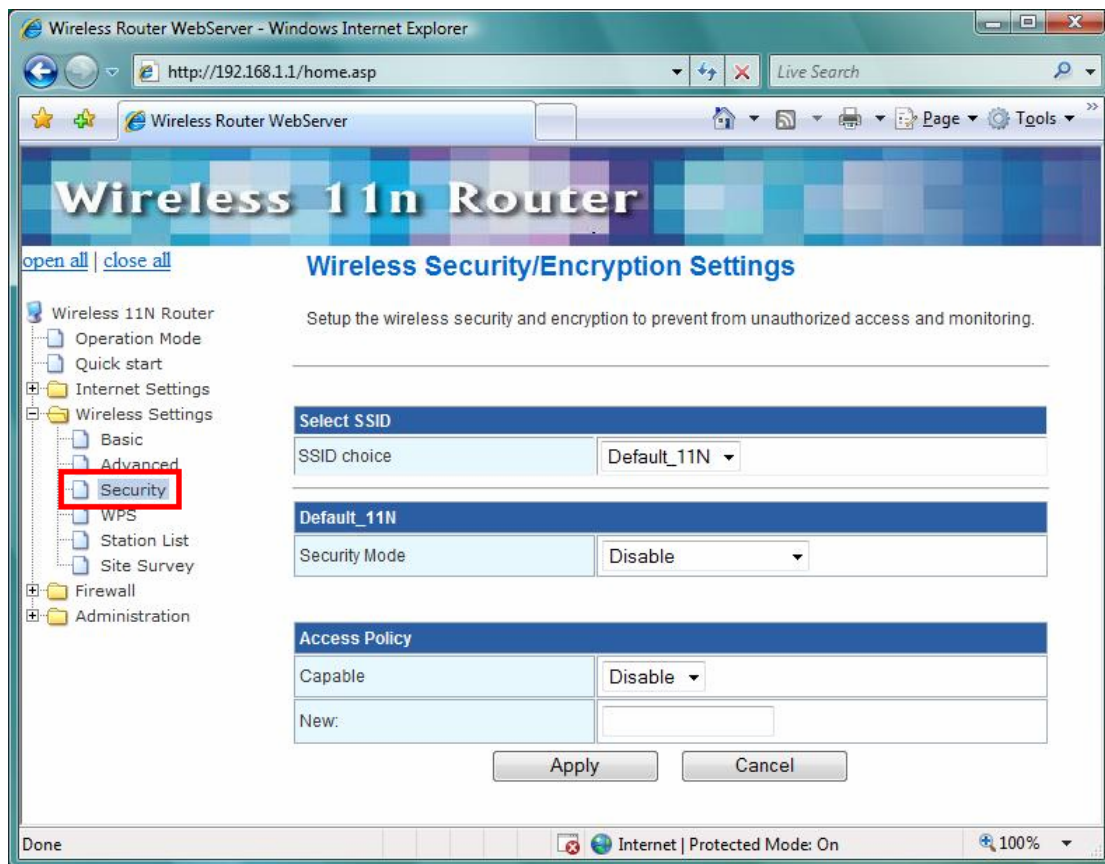 Wireless Router WebServer - Windows Internet Explorer
http://192.168.1.1/home.asp
Live Search
Wireless Router WebServer
Page
Tools
Wireless 11n Router
open all | close all
Wireless 11N Router
Operation Mode
Quick start
Internet Settings
Wireless Settings
Basic
Advanced
Security
WPS
Station List
Site Survey
Firewall
Administration
Wireless Security/Encryption Settings
Setup the wireless security and encryption to prevent from unauthorized access and monitoring.
Select SSID
SSID choice Default_11N
Default_11N
Security Mode Disable
Access Policy
Capable Disable
New:
Apply Cancel
Done Internet | Protected Mode: On 100%